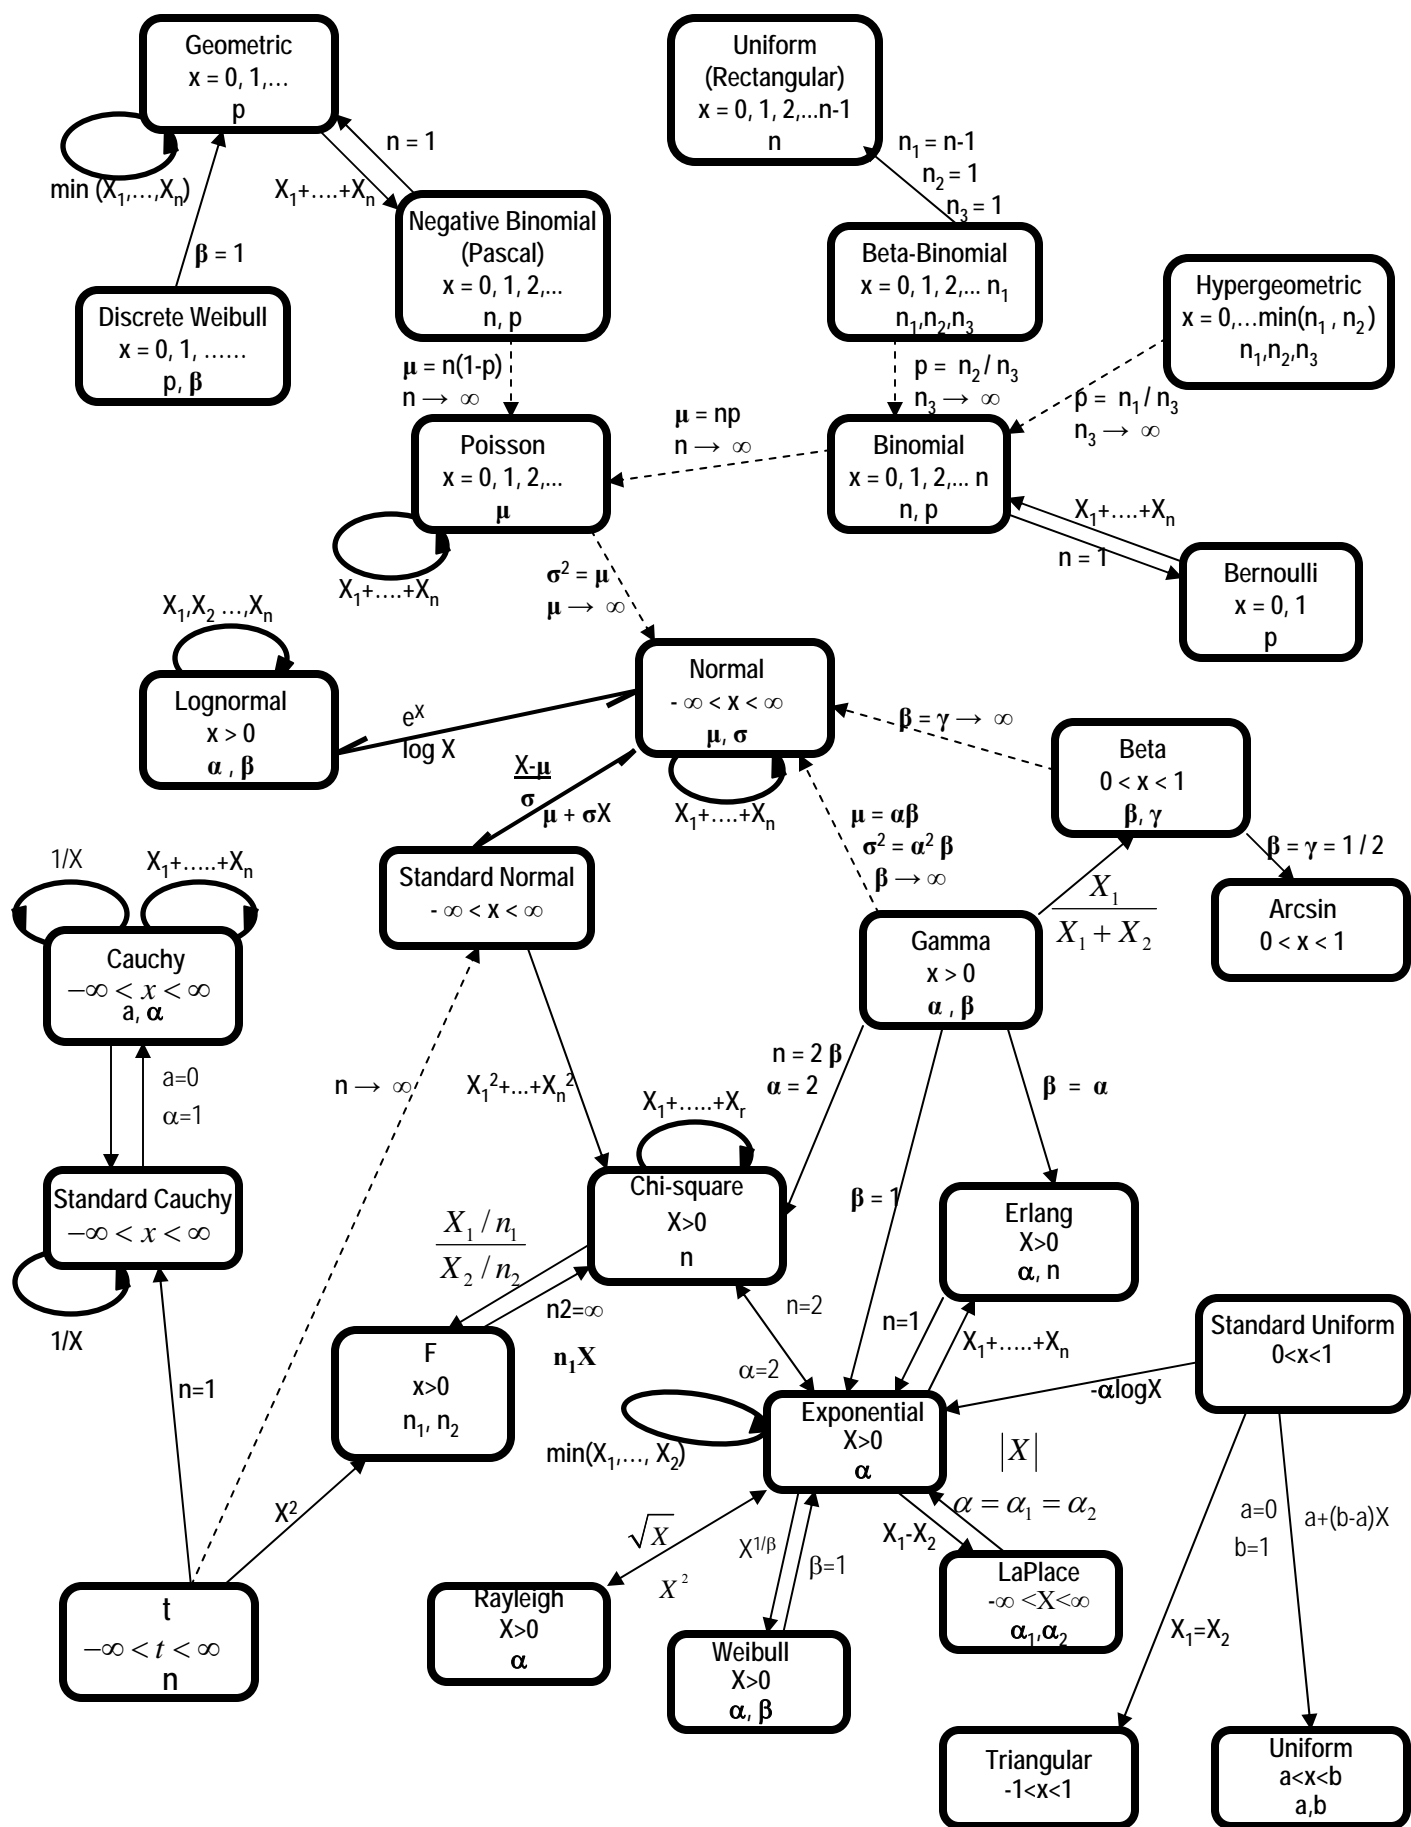 Geometric
x = 0, 1,…
p
Uniform
(Rectangular)
x = 0, 1, 2,…n-1
n
min (X₁,…,Xₙ)
n = 1
X₁+….+Xₙ
n₁ = n-1
n₂ = 1
n₃ = 1
Negative Binomial
(Pascal)
x = 0, 1, 2,…
n, p
β = 1
Discrete Weibull
x = 0, 1, ……
p, β
Beta-Binomial
x = 0, 1, 2,… n₁
n₁,n₂,n₃
Hypergeometric
x = 0,…min(n₁ , n₂)
n₁,n₂,n₃
μ = n(1-p)
n → ∞
p = n₂ / n₃
n₃ → ∞
p = n₁ / n₃
n₃ → ∞
μ = np
n → ∞
Poisson
x = 0, 1, 2,…
μ
Binomial
x = 0, 1, 2,… n
n, p
X₁+….+Xₙ
n = 1
Bernoulli
x = 0, 1
p
X₁+….+Xₙ
σ² = μ
μ → ∞
X₁,X₂ …,Xₙ
Lognormal
x > 0
α , β
eˣ
log X
Normal
- ∞ < x < ∞
μ, σ
β = γ → ∞
Beta
0 < x < 1
β, γ
X-μ
σ
μ + σX
X₁+….+Xₙ
μ = αβ
σ² = α² β
β → ∞
β = γ = 1 / 2
Arcsin
0 < x < 1
1/X
X₁+…..+Xₙ
Standard Normal
- ∞ < x < ∞
X₁
X₁ + X₂
Gamma
x > 0
α , β
Cauchy
−∞ < x < ∞
a, α
a=0
α=1
n → ∞
X₁²+...+Xₙ²
n = 2 β
α = 2
β = α
X₁+…..+Xᵣ
Standard Cauchy
−∞ < x < ∞
1/X
Chi-square
X>0
n
β = 1
Erlang
X>0
α, n
X₁ / n₁
X₂ / n₂
n2=∞
n₁X
n=2
α=2
n=1
X₁+…..+Xₙ
Standard Uniform
0<x<1
F
x>0
n₁, n₂
n=1
-αlogX
min(X₁,…, X₂)
Exponential
X>0
α
|X|
α = α₁ = α₂
X²
√X
X²
X^1/β
β=1
X₁-X₂
a=0
b=1
a+(b-a)X
t
−∞ < t < ∞
n
Rayleigh
X>0
α
Weibull
X>0
α, β
LaPlace
-∞ <X<∞
α₁,α₂
X₁=X₂
Triangular
-1<x<1
Uniform
a<x<b
a,b